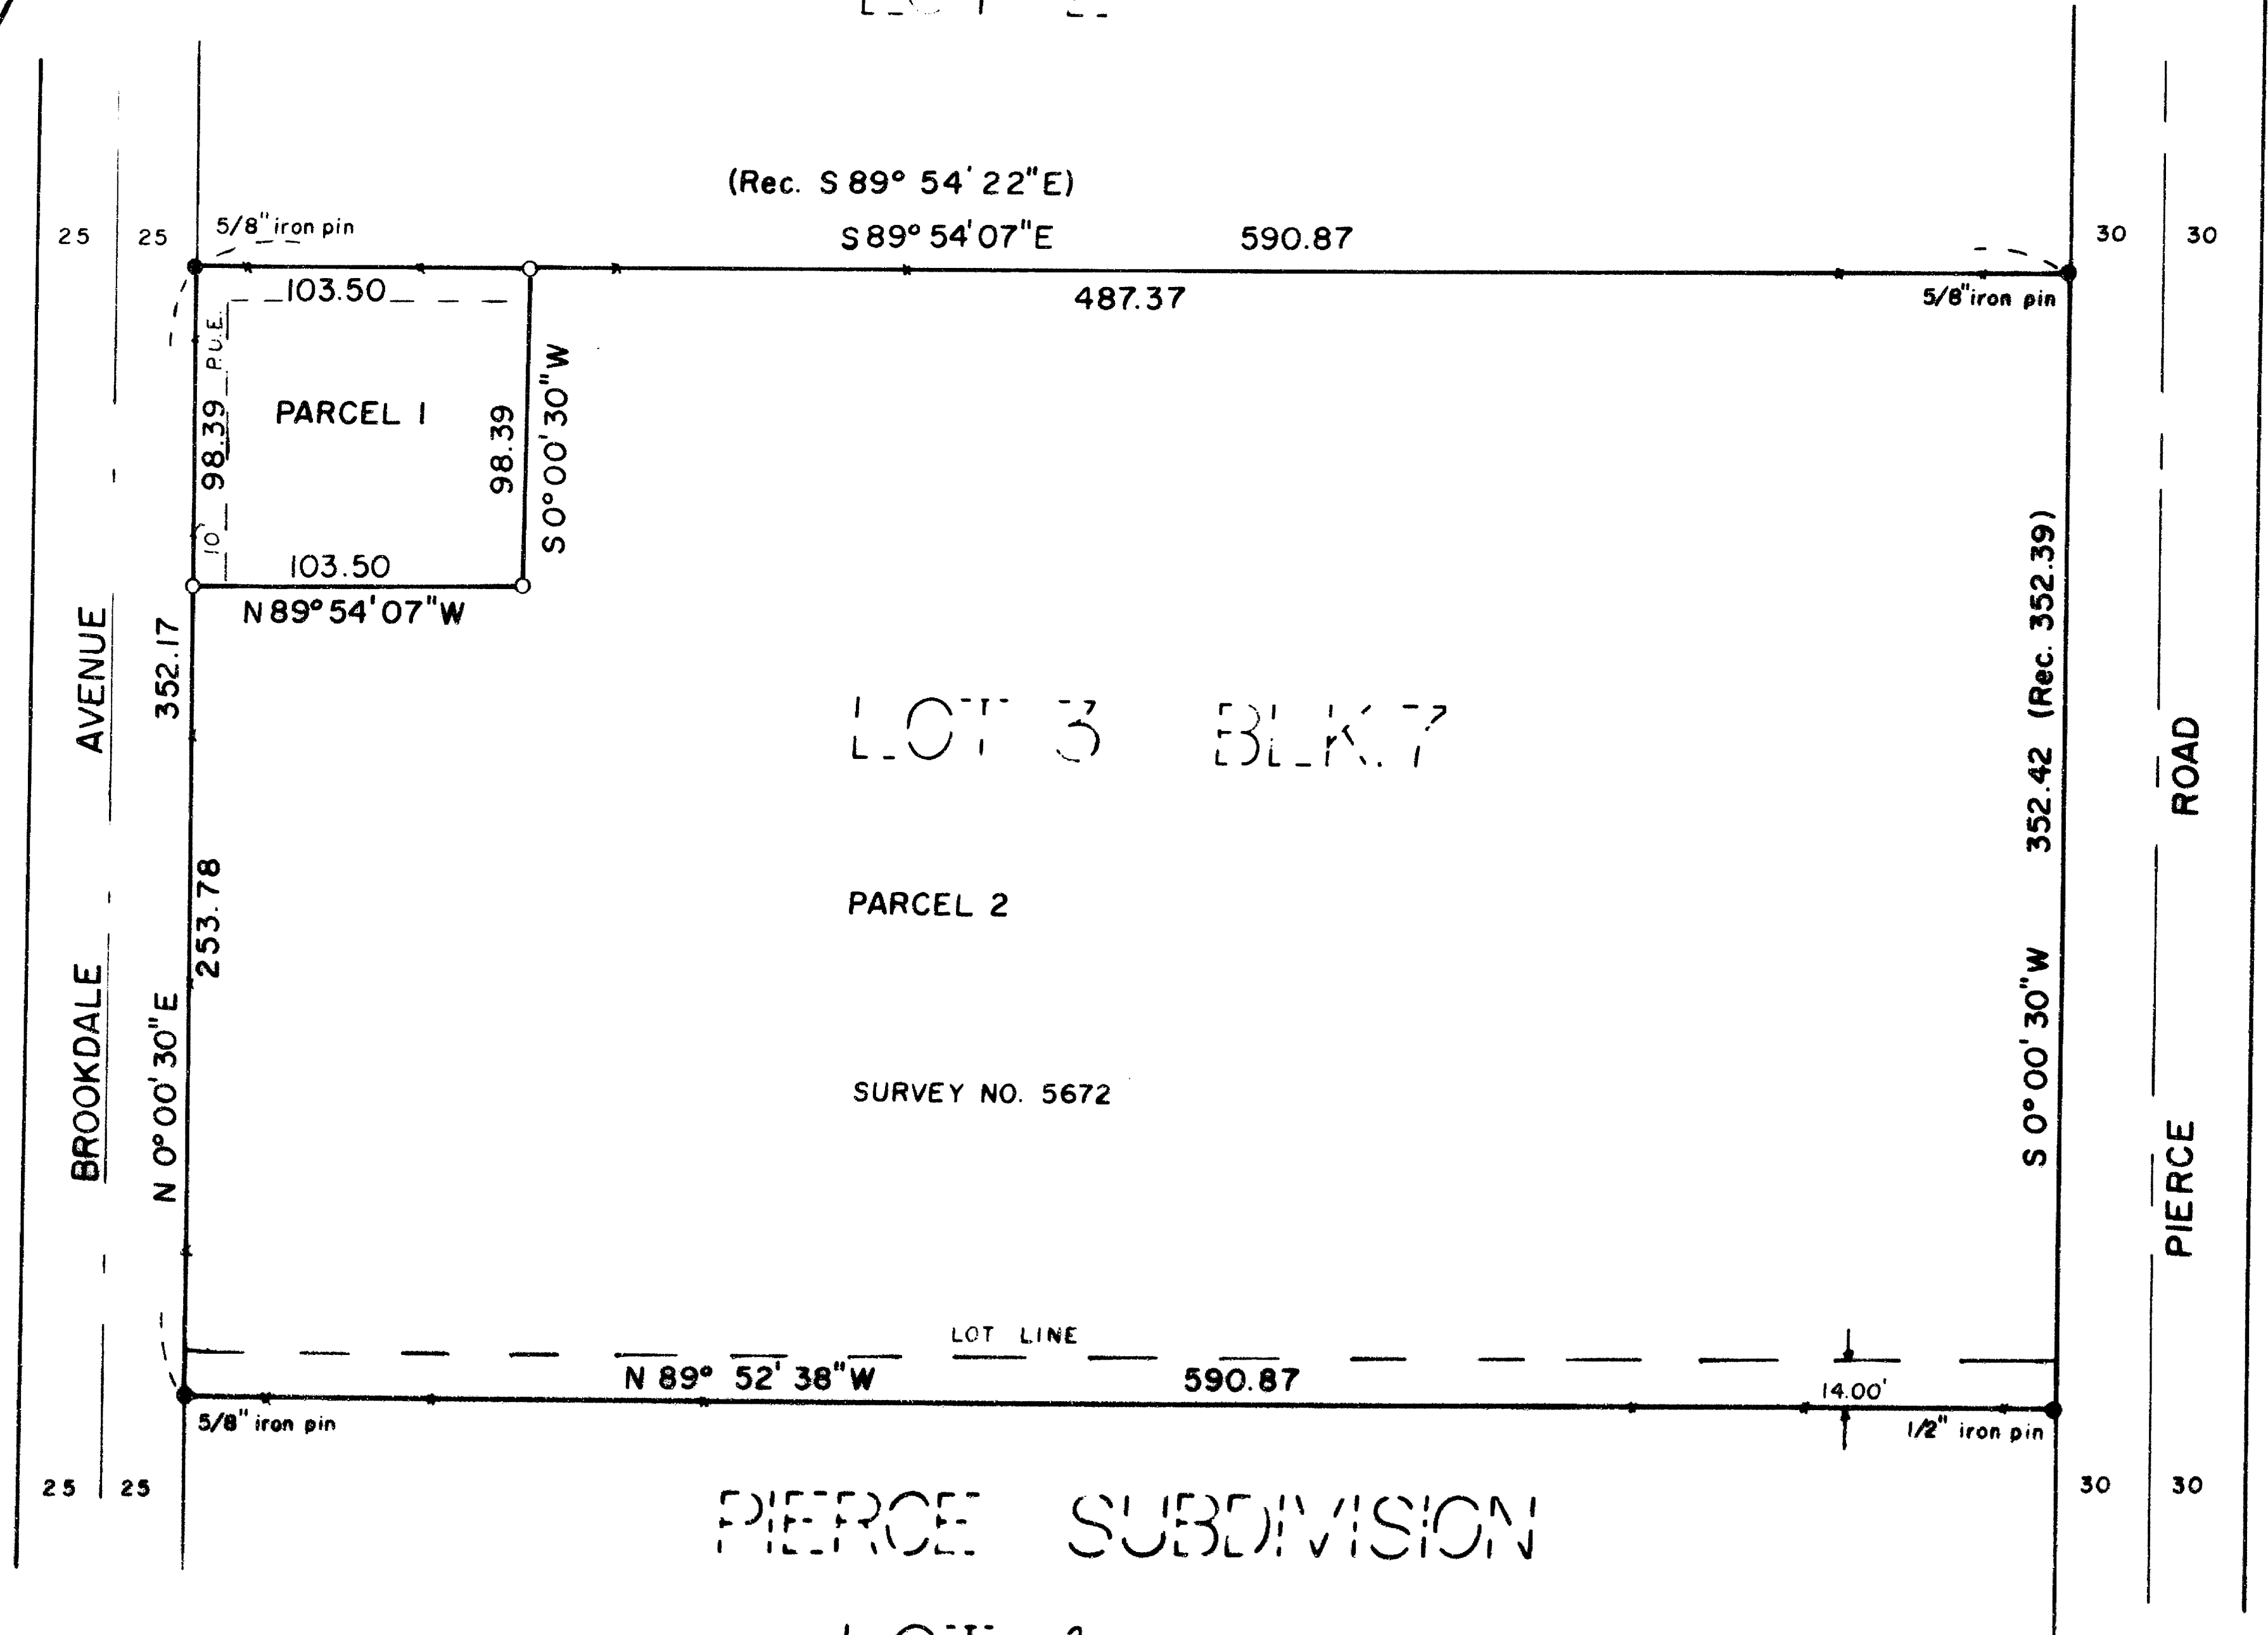 (Rec. S 89° 54' 22"E)
S 89° 54' 07"E 590.87
25 25 5/8" iron pin
30 30
103.50
487.37
5/8" iron pin
10' P.U.E.
98.39
PARCEL 1
98.39
S 0° 00' 30"W
103.50
N 89° 54' 07"W
BROOKDALE AVENUE
352.17
N 0° 00' 30"E
253.78
LOT 3 BLK. 7
PARCEL 2
SURVEY NO. 5672
S 0° 00' 30"W 352.42 (Rec. 352.39)
PIERCE ROAD
LOT LINE
N 89° 52' 38"W 590.87
14.00'
5/8" iron pin
1/2" iron pin
25 25
30 30
PIERCE SUBDIVISION